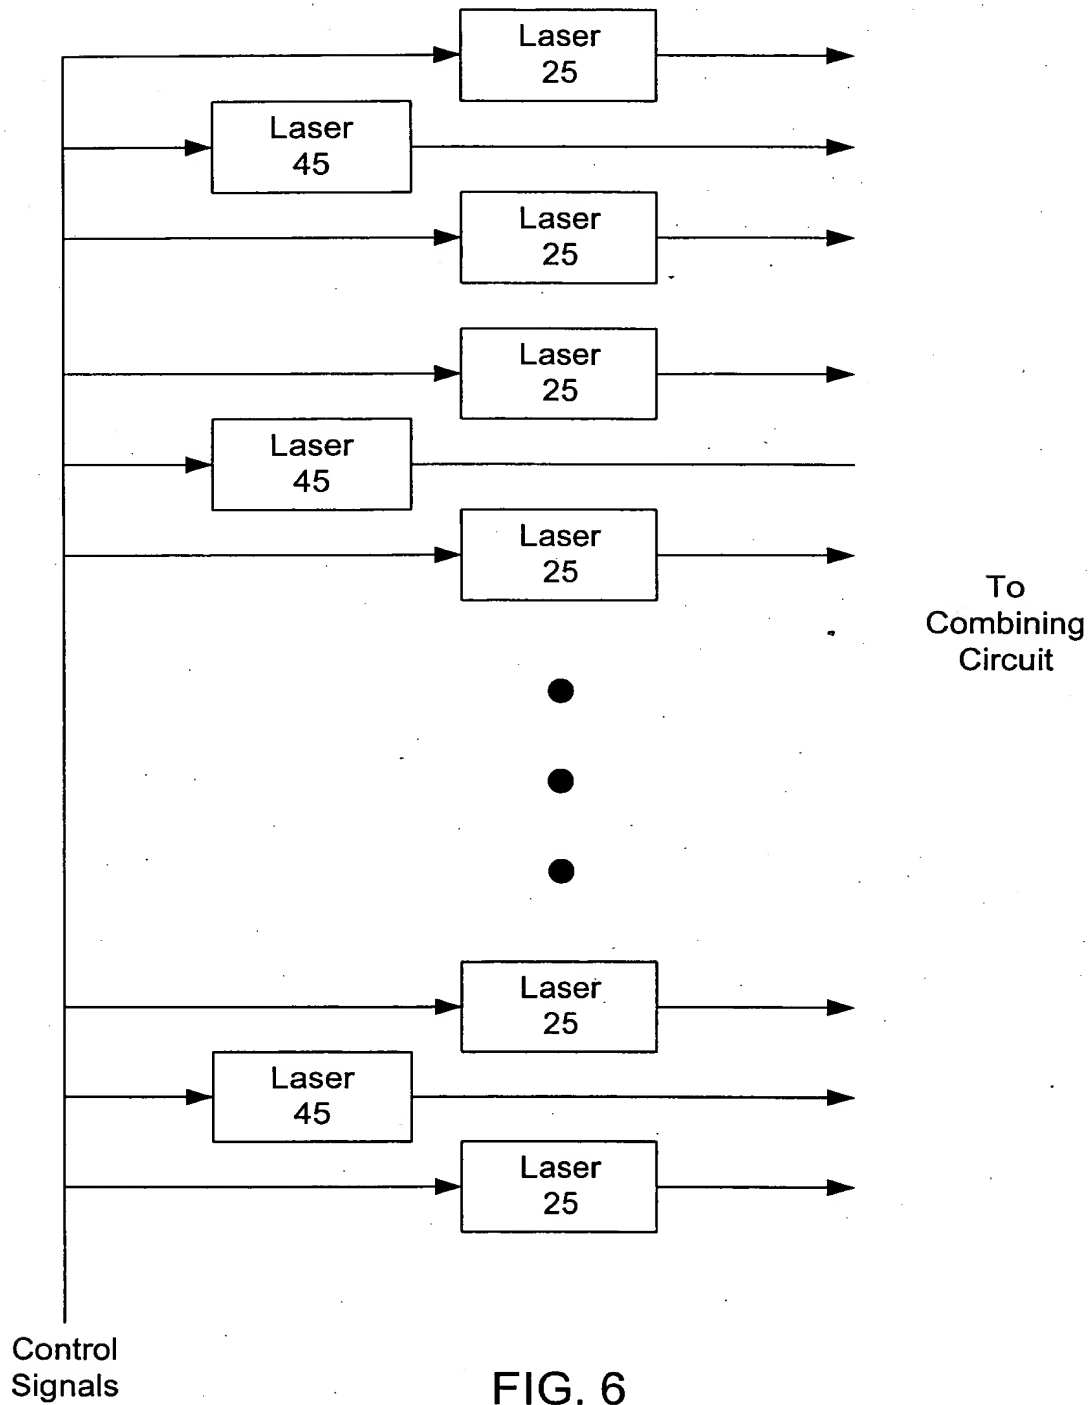 Laser
25
Laser
45
Laser
25
Laser
25
Laser
45
Laser
25
To
Combining
Circuit
Laser
25
Laser
45
Laser
25
Control
Signals
FIG. 6